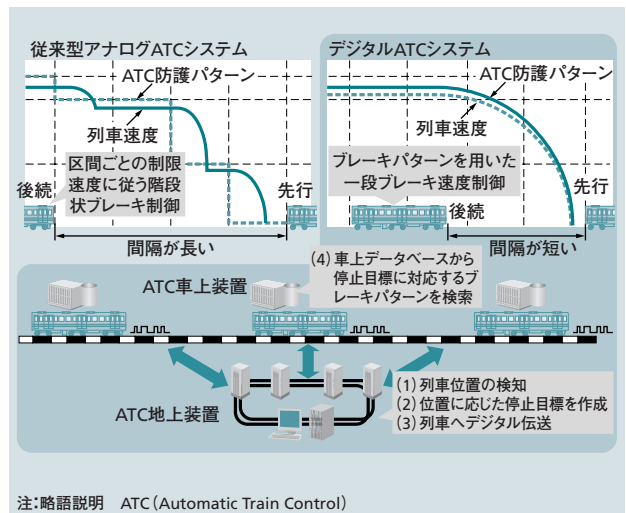 従来型アナログATCシステム
ATC防護パターン
列車速度
区間ごとの制限
速度に従う階段
状ブレーキ制御
後続
先行
間隔が長い
デジタルATCシステム
ATC防護パターン
列車速度
ブレーキパターンを用いた
一段ブレーキ速度制御
後続
先行
間隔が短い
(4)車上データベースから
停止目標に対応するブ
レーキパターンを検索
ATC車上装置
ATC地上装置
(1)列車位置の検知
(2)位置に応じた停止目標を作成
(3)列車へデジタル伝送
注:略語説明 ATC(Automatic Train Control)